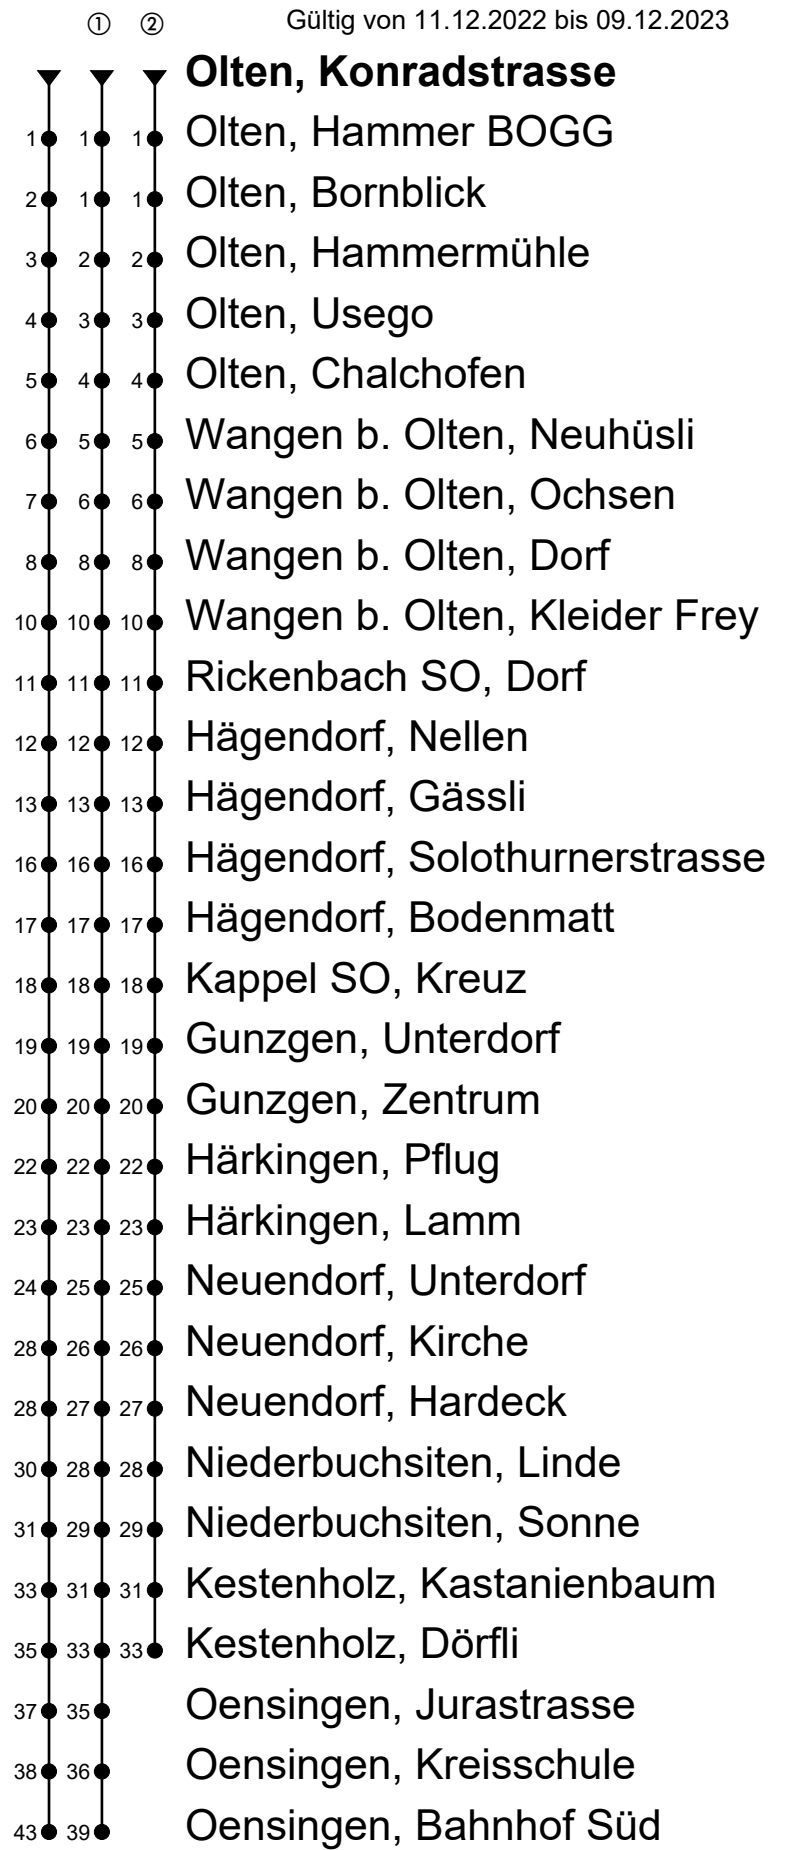 ① ② Gültig von 11.12.2022 bis 09.12.2023
Olten, Konradstrasse
1 1 1 Olten, Hammer BOGG
2 1 1 Olten, Bornblick
3 2 2 Olten, Hammermühle
4 3 3 Olten, Usego
5 4 4 Olten, Chalchofen
6 5 5 Wangen b. Olten, Neuhüsli
7 6 6 Wangen b. Olten, Ochsen
8 8 8 Wangen b. Olten, Dorf
10 10 10 Wangen b. Olten, Kleider Frey
11 11 11 Rickenbach SO, Dorf
12 12 12 Hägendorf, Nellen
13 13 13 Hägendorf, Gässli
16 16 16 Hägendorf, Solothurnerstrasse
17 17 17 Hägendorf, Bodenmatt
18 18 18 Kappel SO, Kreuz
19 19 19 Gunzgen, Unterdorf
20 20 20 Gunzgen, Zentrum
22 22 22 Härkingen, Pflug
23 23 23 Härkingen, Lamm
24 25 25 Neuendorf, Unterdorf
28 26 26 Neuendorf, Kirche
28 27 27 Neuendorf, Hardeck
30 28 28 Niederbuchsiten, Linde
31 29 29 Niederbuchsiten, Sonne
33 31 31 Kestenholz, Kastanienbaum
35 33 33 Kestenholz, Dörfli
37 35 Oensingen, Jurastrasse
38 36 Oensingen, Kreisschule
43 39 Oensingen, Bahnhof Süd